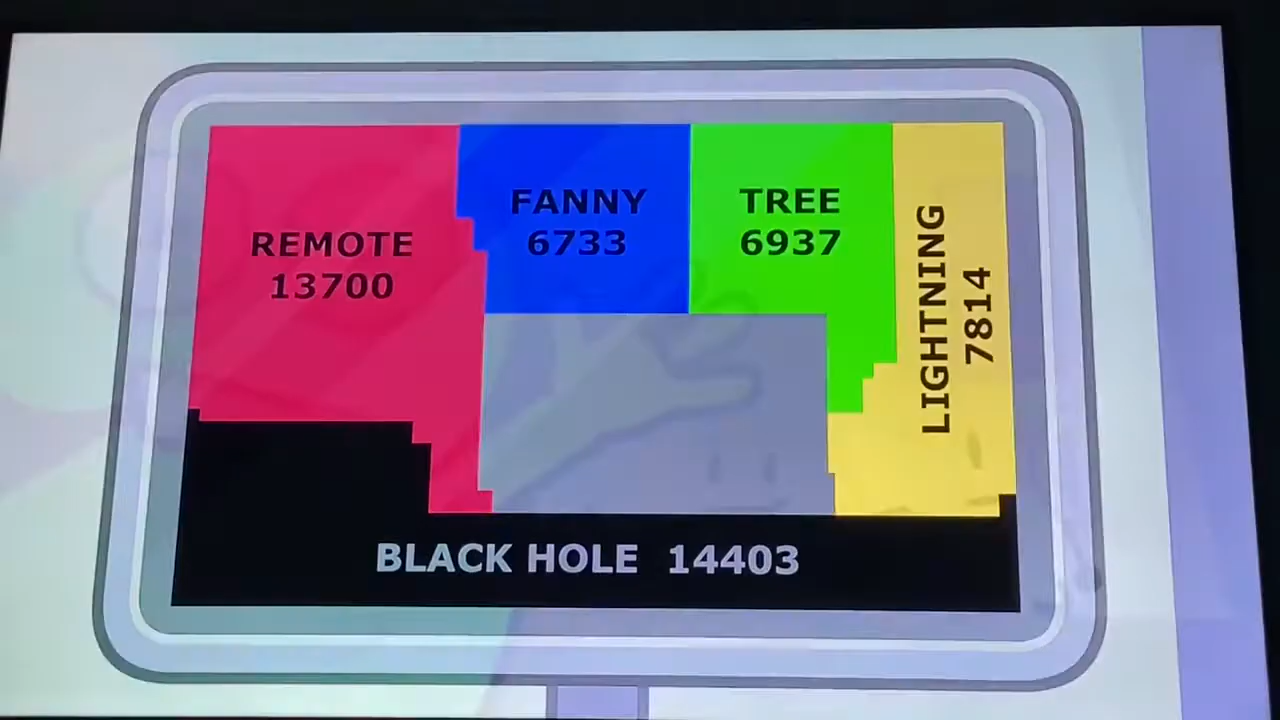 REMOTE
13700
FANNY
6733
TREE
6937
LIGHTNING
7814
BLACK HOLE 14403